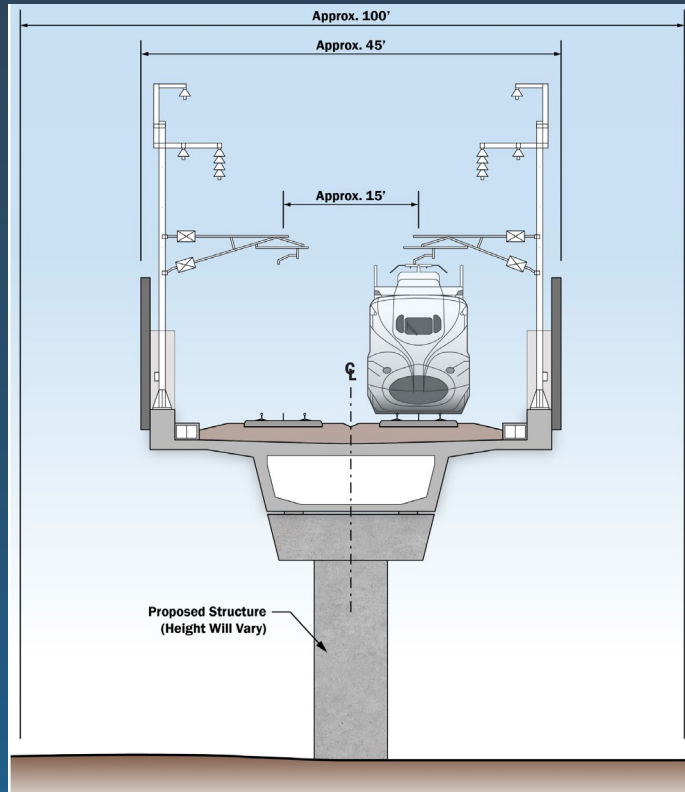 Approx. 100'
Approx. 45'
Approx. 15'
℄
Proposed Structure
(Height Will Vary)